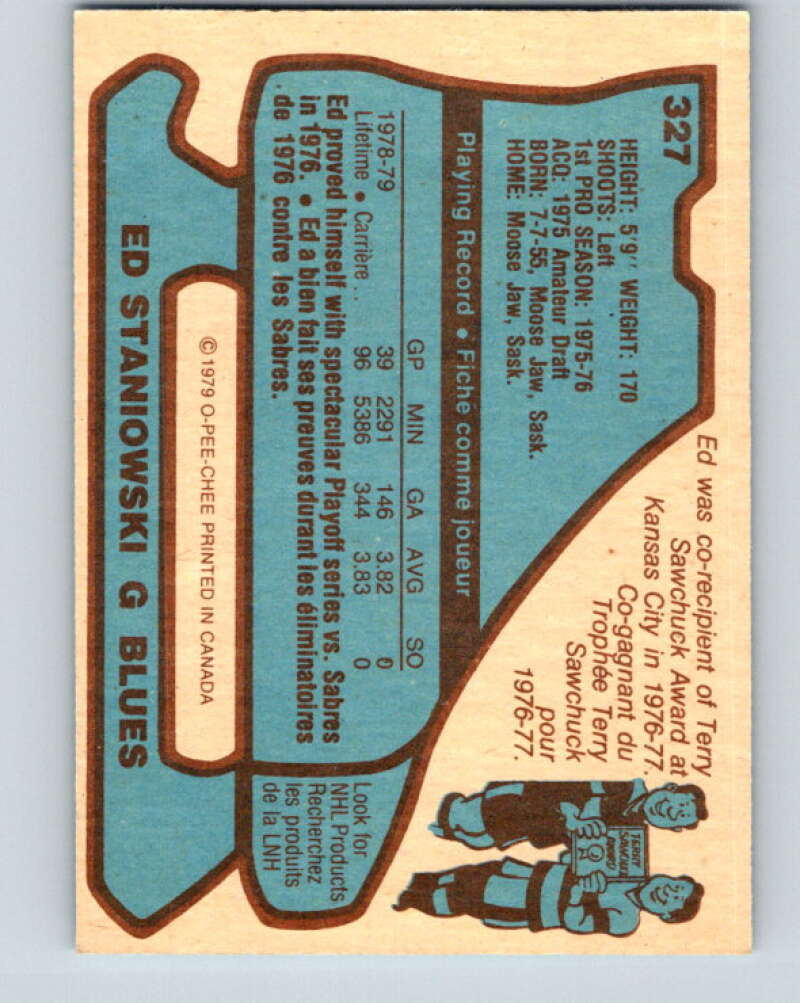 327
HEIGHT: 5'9'' WEIGHT: 170
SHOOTS: Left
1st PRO SEASON: 1975-76
ACQ: 1975 Amateur Draft
BORN: 7-7-55, Moose Jaw, Sask.
HOME: Moose Jaw, Sask.
Ed was co-recipient of Terry
Sawchuck Award at
Kansas City in 1976-77.
Co-gagnant du
Trophée Terry
Sawchuck
pour
1976-77.
TERRY
SAWCHUK
AWARD
Playing Record • Fiche comme joueur
GP MIN GA AVG SO
1978-79 39 2291 146 3.82 0
Lifetime • Carrière .. 96 5386 344 3.83 0
Ed proved himself with spectacular Playoff series vs. Sabres
in 1976. • Ed a bien fait ses preuves durant les éliminatoires
de 1976 contre les Sabres.
Look for
NHL Products
Recherchez
les produits
de la LNH
©1979 O-PEE-CHEE PRINTED IN CANADA
ED STANIOWSKI G BLUES